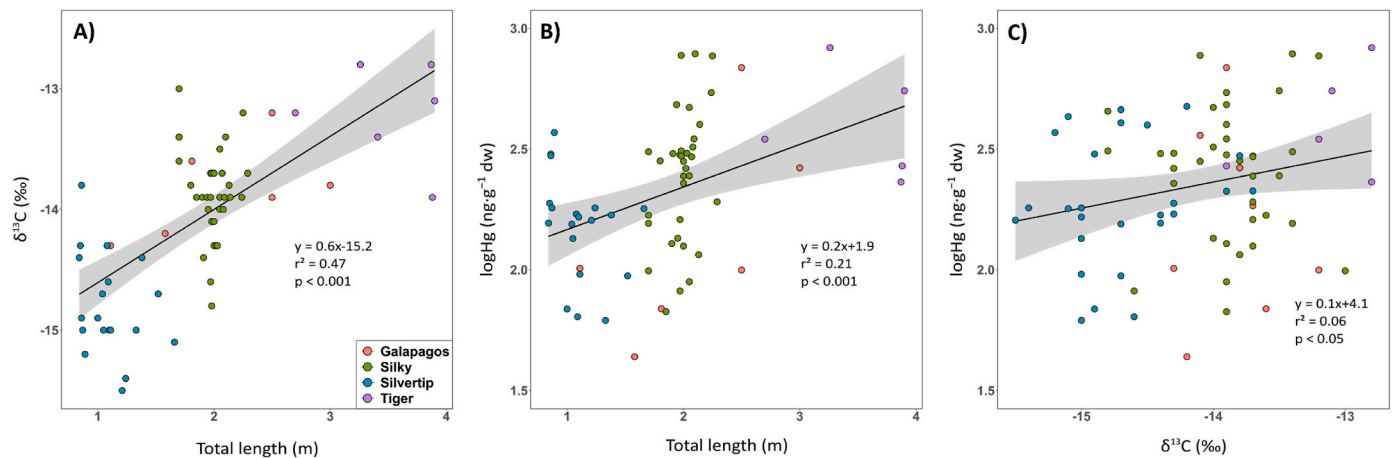 A)
δ¹³C (‰)
-13
-14
-15
y = 0.6x-15.2
r² = 0.47
p < 0.001
Galapagos
Silky
Silvertip
Tiger
1 2 3 4
Total length (m)
B)
logHg (ng·g⁻¹ dw)
3.0
2.5
2.0
1.5
y = 0.2x+1.9
r² = 0.21
p < 0.001
1 2 3 4
Total length (m)
C)
logHg (ng·g⁻¹ dw)
3.0
2.5
2.0
1.5
y = 0.1x+4.1
r² = 0.06
p < 0.05
-15 -14 -13
δ¹³C (‰)